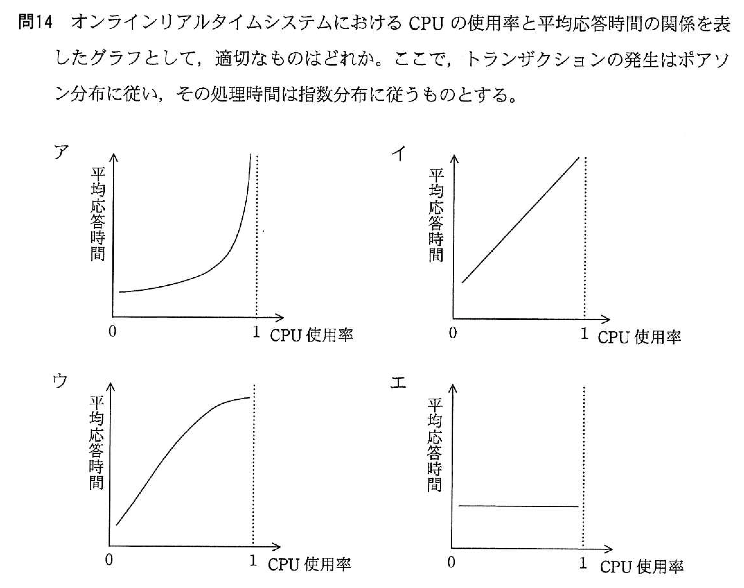 問14 オンラインリアルタイムシステムにおける CPU の使用率と平均応答時間の関係を表
したグラフとして，適切なものはどれか。ここで，トランザクションの発生はポアソ
ン分布に従い，その処理時間は指数分布に従うものとする。
ア
平均応答時間
0
1
CPU 使用率
イ
平均応答時間
0
1
CPU 使用率
ウ
平均応答時間
0
1
CPU 使用率
エ
平均応答時間
0
1
CPU 使用率